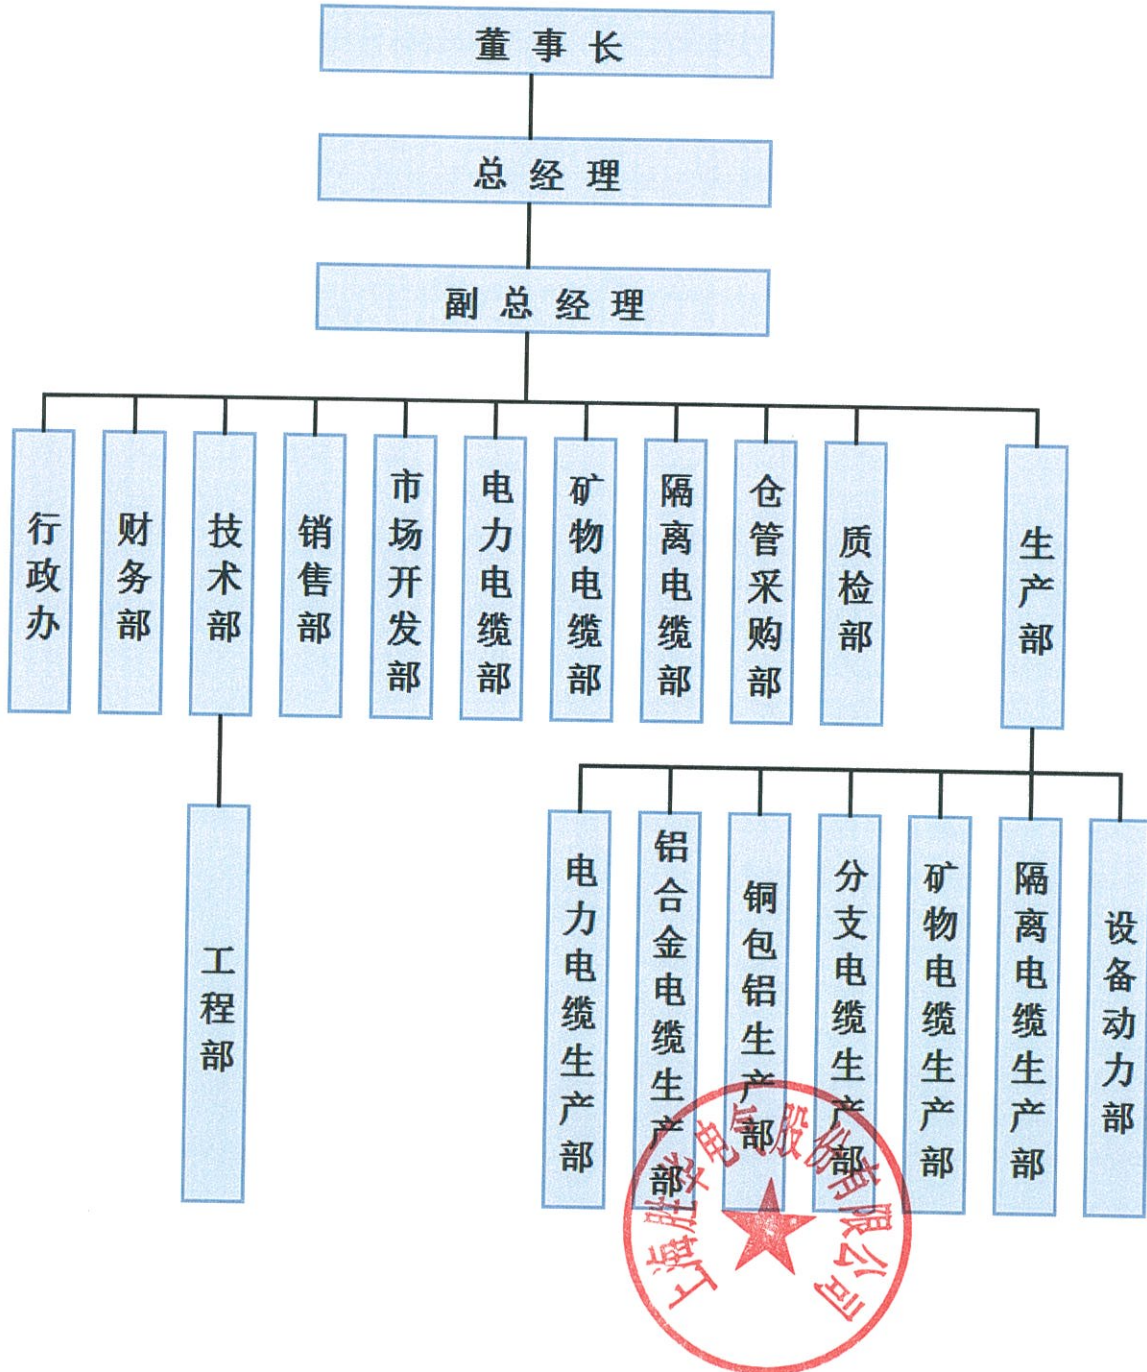 董事长
总经理
副总经理
行政办
财务部
技术部
销售部
市场开发部
电力电缆部
矿物电缆部
隔离电缆部
仓管采购部
质检部
生产部
工程部
电力电缆生产部
铝合金电缆生产部
铜包铝生产部
分支电缆生产部
矿物电缆生产部
隔离电缆生产部
设备动力部
上海胜华电气股份有限公司